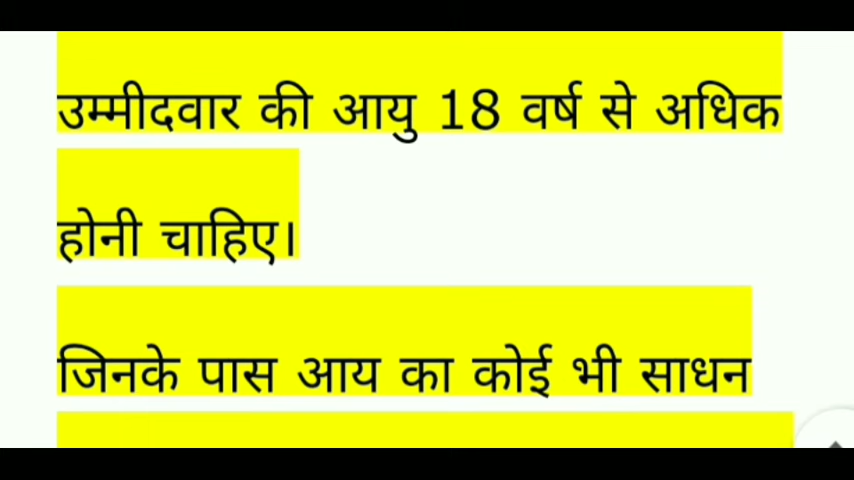 उम्मीदवार की आयु 18 वर्ष से अधिक
होनी चाहिए।
जिनके पास आय का कोई भी साधन